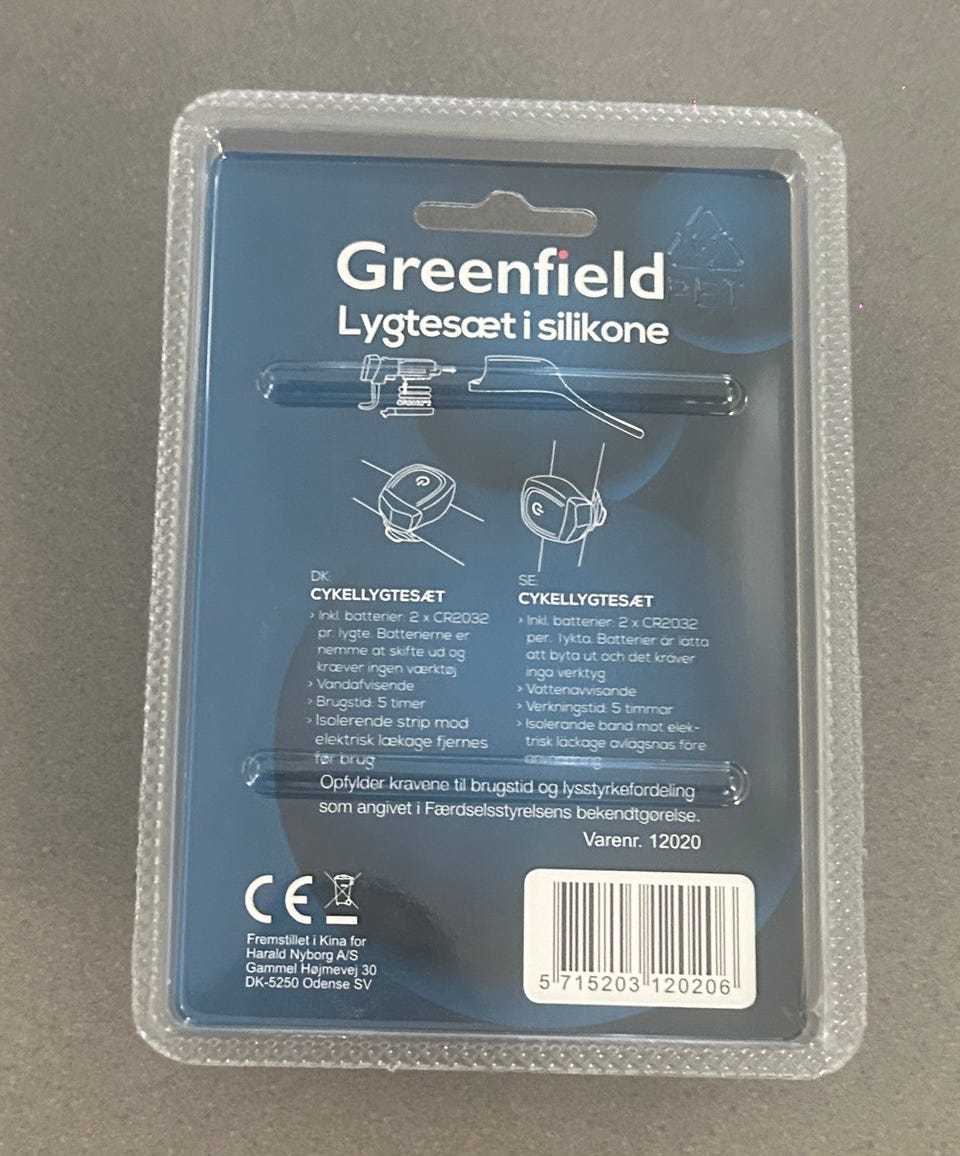 Greenfield
PET
Lygtesæt i silikone
CR2032*2
DK:
CYKELLYGTESÆT
› Inkl. batterier: 2 x CR2032
pr. lygte. Batterierne er
nemme at skifte ud og
kræver ingen værktøj
› Vandafvisende
› Brugstid: 5 timer
› Isolerende strip mod
elektrisk lækage fjernes
før brug
SE:
CYKELLYGTESÆT
› Inkl. batterier: 2 x CR2032
per. lykta. Batterier är lätta
att byta ut och det kräver
inga verktyg
› Vattenavvisande
› Verkningstid: 5 timmar
› Isolerande band mot elek-
trisk läckage avlägsnas före
användning
Opfylder kravene til brugstid og lysstyrkefordeling
som angivet i Færdselsstyrelsens bekendtgørelse.
Varenr. 12020
CE
Fremstillet i Kina for
Harald Nyborg A/S
Gammel Højmevej 30
DK-5250 Odense SV
5 715203 120206